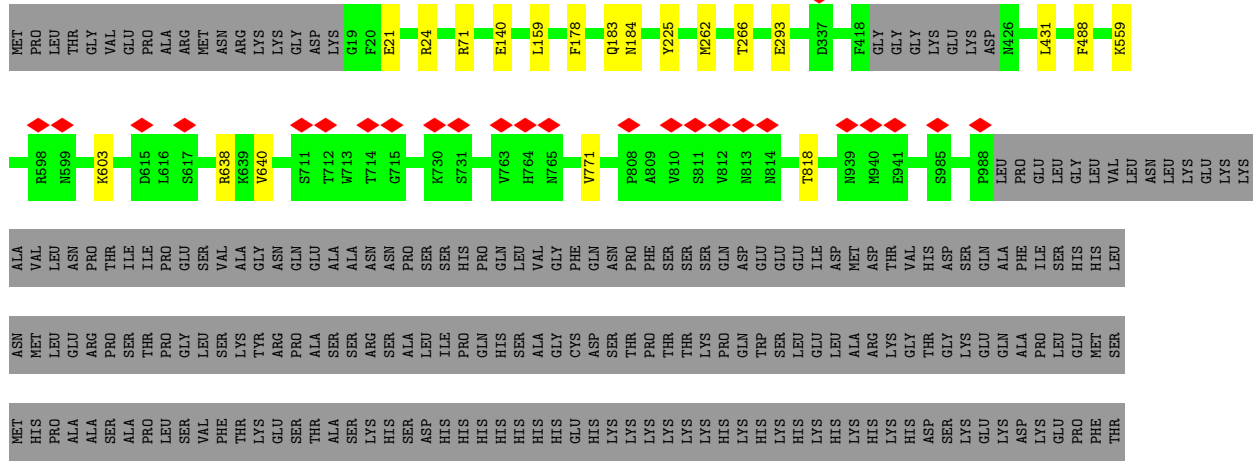 MET PRO LEU THR GLY VAL GLU PRO ALA ARG MET ASN ARG LYS LYS GLY ASP LYS G19 F20 E21 R24 R71 E140 L159 F178 Q183 N184 Y225 M262 T266 E293 D337 F418 GLY GLY GLY LYS GLU LYS ASP N426 L431 F488 K559
R598 N599 K603 D615 L616 S617 R638 K639 V640 S711 T712 W713 T714 G715 K730 S731 V763 H764 N765 V771 P808 A809 V810 S811 V812 N813 N814 T818 N939 M940 E941 S985 P988 LEU PRO GLU LEU GLY LEU VAL LEU ASN LEU LYS GLU LYS LYS
ALA VAL LEU ASN PRO THR ILE ILE PRO GLU SER VAL ALA GLY ASN GLN GLU ALA ALA ASN ASN PRO SER SER HIS PRO GLN LEU VAL GLY PHE GLN ASN PRO PHE SER SER SER GLN ASP GLU GLU GLU ILE ASP MET ASP THR VAL HIS ASP SER GLN ALA PHE ILE SER HIS HIS LEU
ASN MET LEU GLU ARG PRO SER THR PRO GLY LEU SER LYS TYR ARG PRO ALA SER SER ARG SER ALA LEU ILE PRO GLN HIS SER ALA GLY CYS ASP SER THR PRO THR THR LYS PRO GLN TRP SER LEU GLU LEU ALA ARG LYS GLY THR GLY LYS GLU GLN ALA PRO LEU GLU MET SER
MET HIS PRO ALA ALA SER ALA PRO LEU SER VAL PHE THR LYS GLU SER THR ALA SER LYS HIS SER ASP HIS HIS HIS HIS HIS HIS HIS GLU HIS LYS LYS LYS LYS LYS LYS LYS HIS LYS HIS LYS HIS LYS HIS LYS HIS LYS HIS ASP SER LYS GLU LYS ASP LYS GLU PRO PHE THR